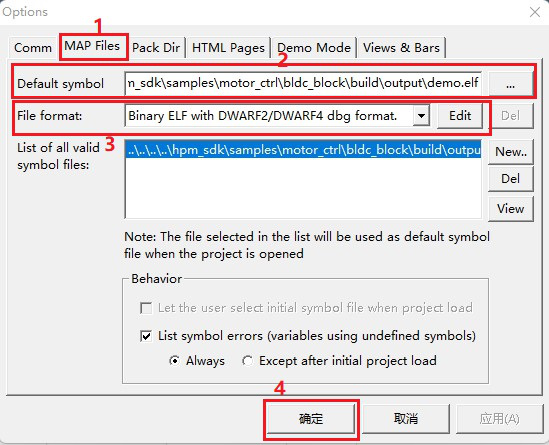 Options
1
Comm MAP Files Pack Dir HTML Pages Demo Mode Views & Bars
2
Default symbol n_sdk\samples\motor_ctrl\bldc_block\build\output\demo.elf ...
File format: Binary ELF with DWARF2/DWARF4 dbg format. Edit Del
3
List of all valid
symbol files:
..\..\..\..\hpm_sdk\samples\motor_ctrl\bldc_block\build\outpu
New..
Del
View
Note: The file selected in the list will be used as default symbol
file when the project is opened
Behavior
Let the user select initial symbol file when project load
List symbol errors (variables using undefined symbols)
Always Except after initial project load
4
确定 取消 应用(A)